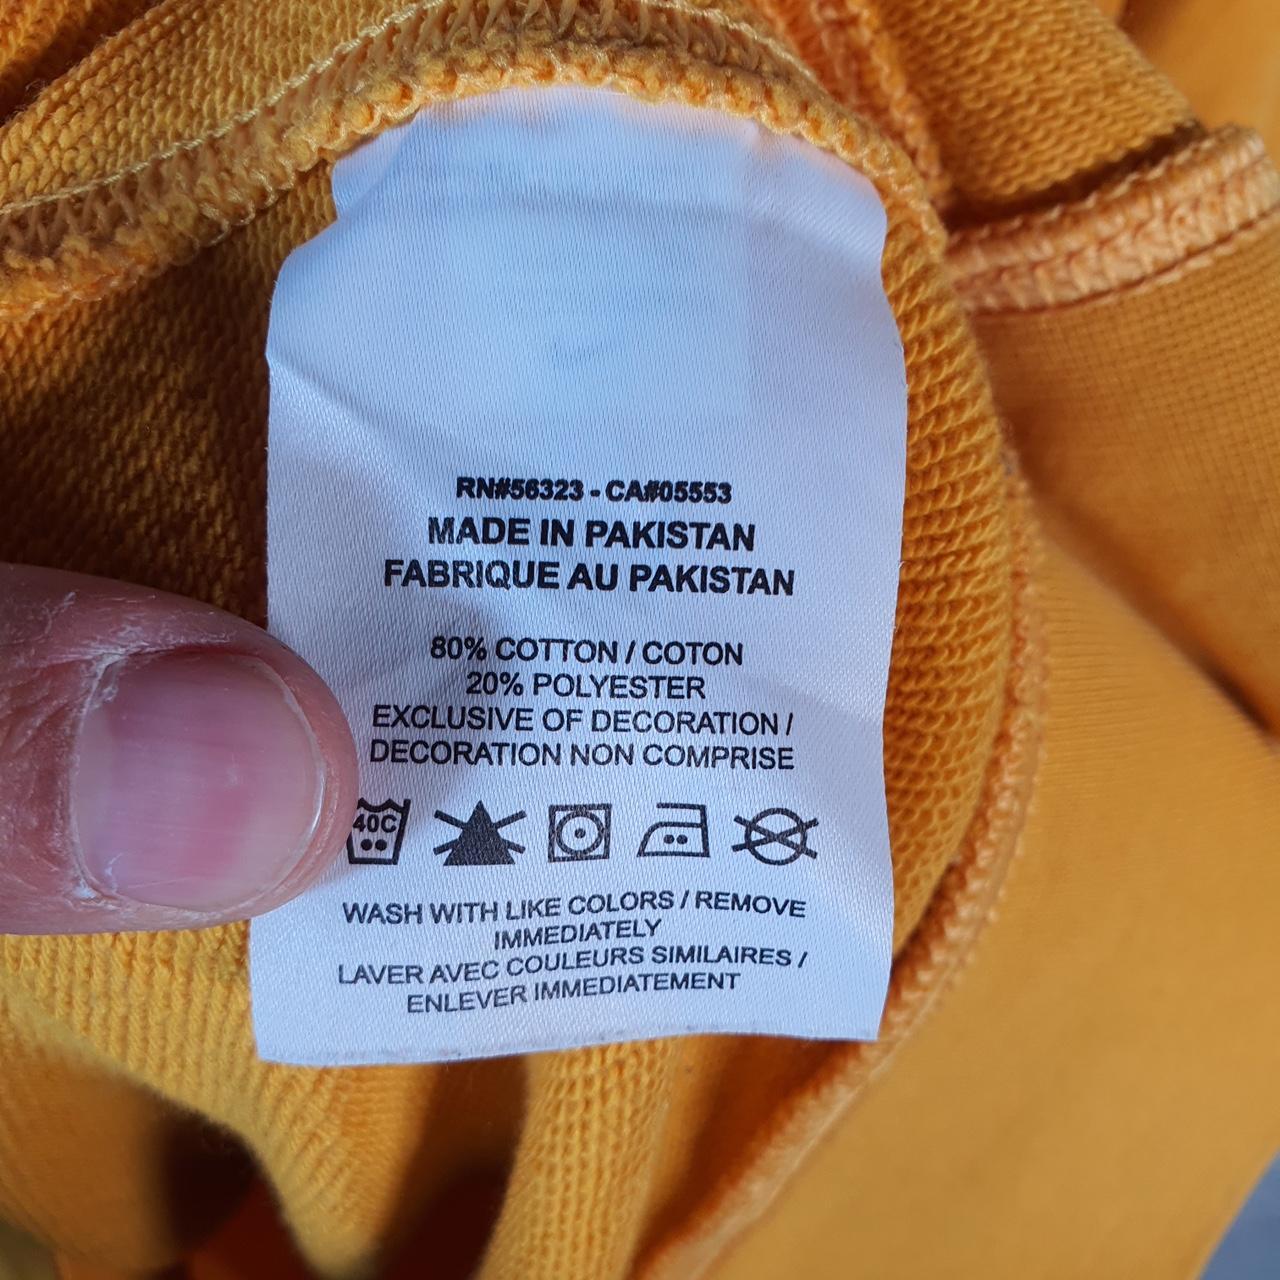 RN#56323 - CA#05553
MADE IN PAKISTAN
FABRIQUE AU PAKISTAN
80% COTTON / COTON
20% POLYESTER
EXCLUSIVE OF DECORATION /
DECORATION NON COMPRISE
40C
WASH WITH LIKE COLORS / REMOVE
IMMEDIATELY
LAVER AVEC COULEURS SIMILAIRES /
ENLEVER IMMEDIATEMENT